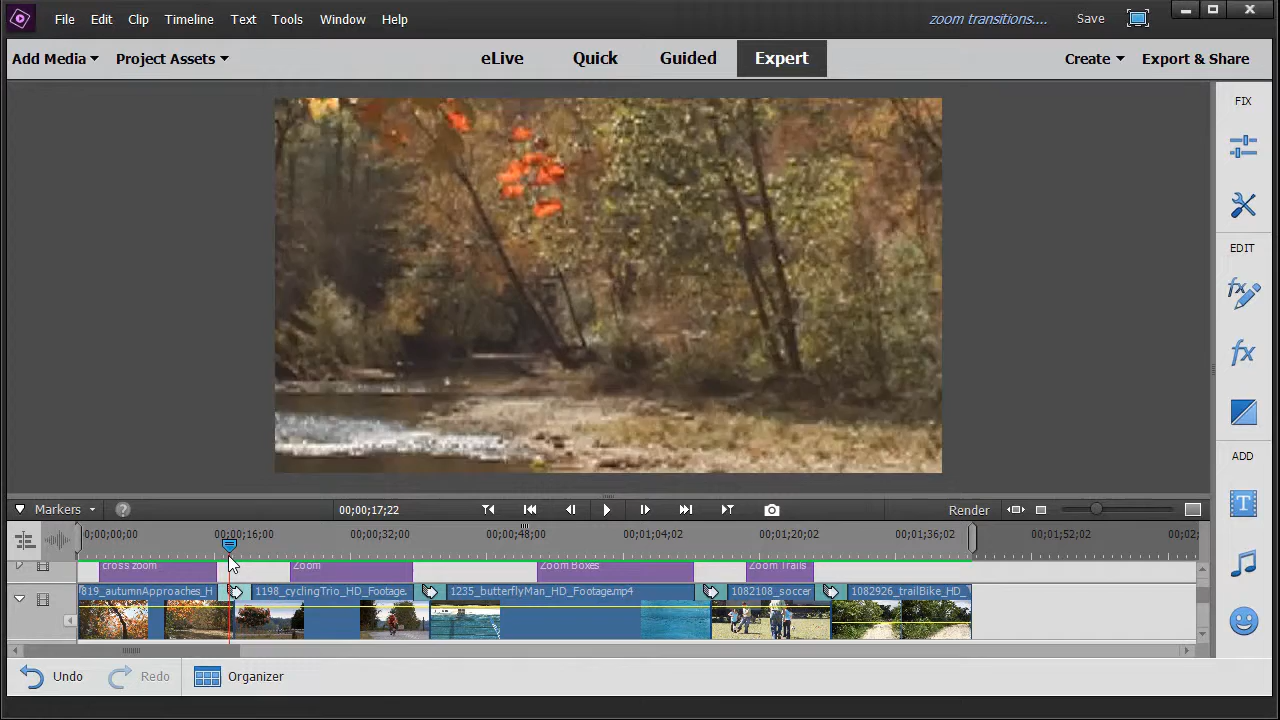 File Edit Clip Timeline Text Tools Window Help zoom transitions.... Save
Add Media Project Assets eLive Quick Guided Expert Create Export & Share
FIX
EDIT
ADD
Markers ? 00;00;17;22 Render
0;00;00;00 00;00;16;00 00;00;32;00 00;00;48;00 00;01;04;02 00;01;20;02 00;01;36;02 00;01;52;02 00;02;
cross zoom Zoom Zoom Boxes Zoom Trails
819_autumnApproaches_H 1198_cyclingTrio_HD_Footage. 1235_butterflyMan_HD_Footage.mp4 1082108_soccer 1082926_trailBike_HD_
Undo Redo Organizer